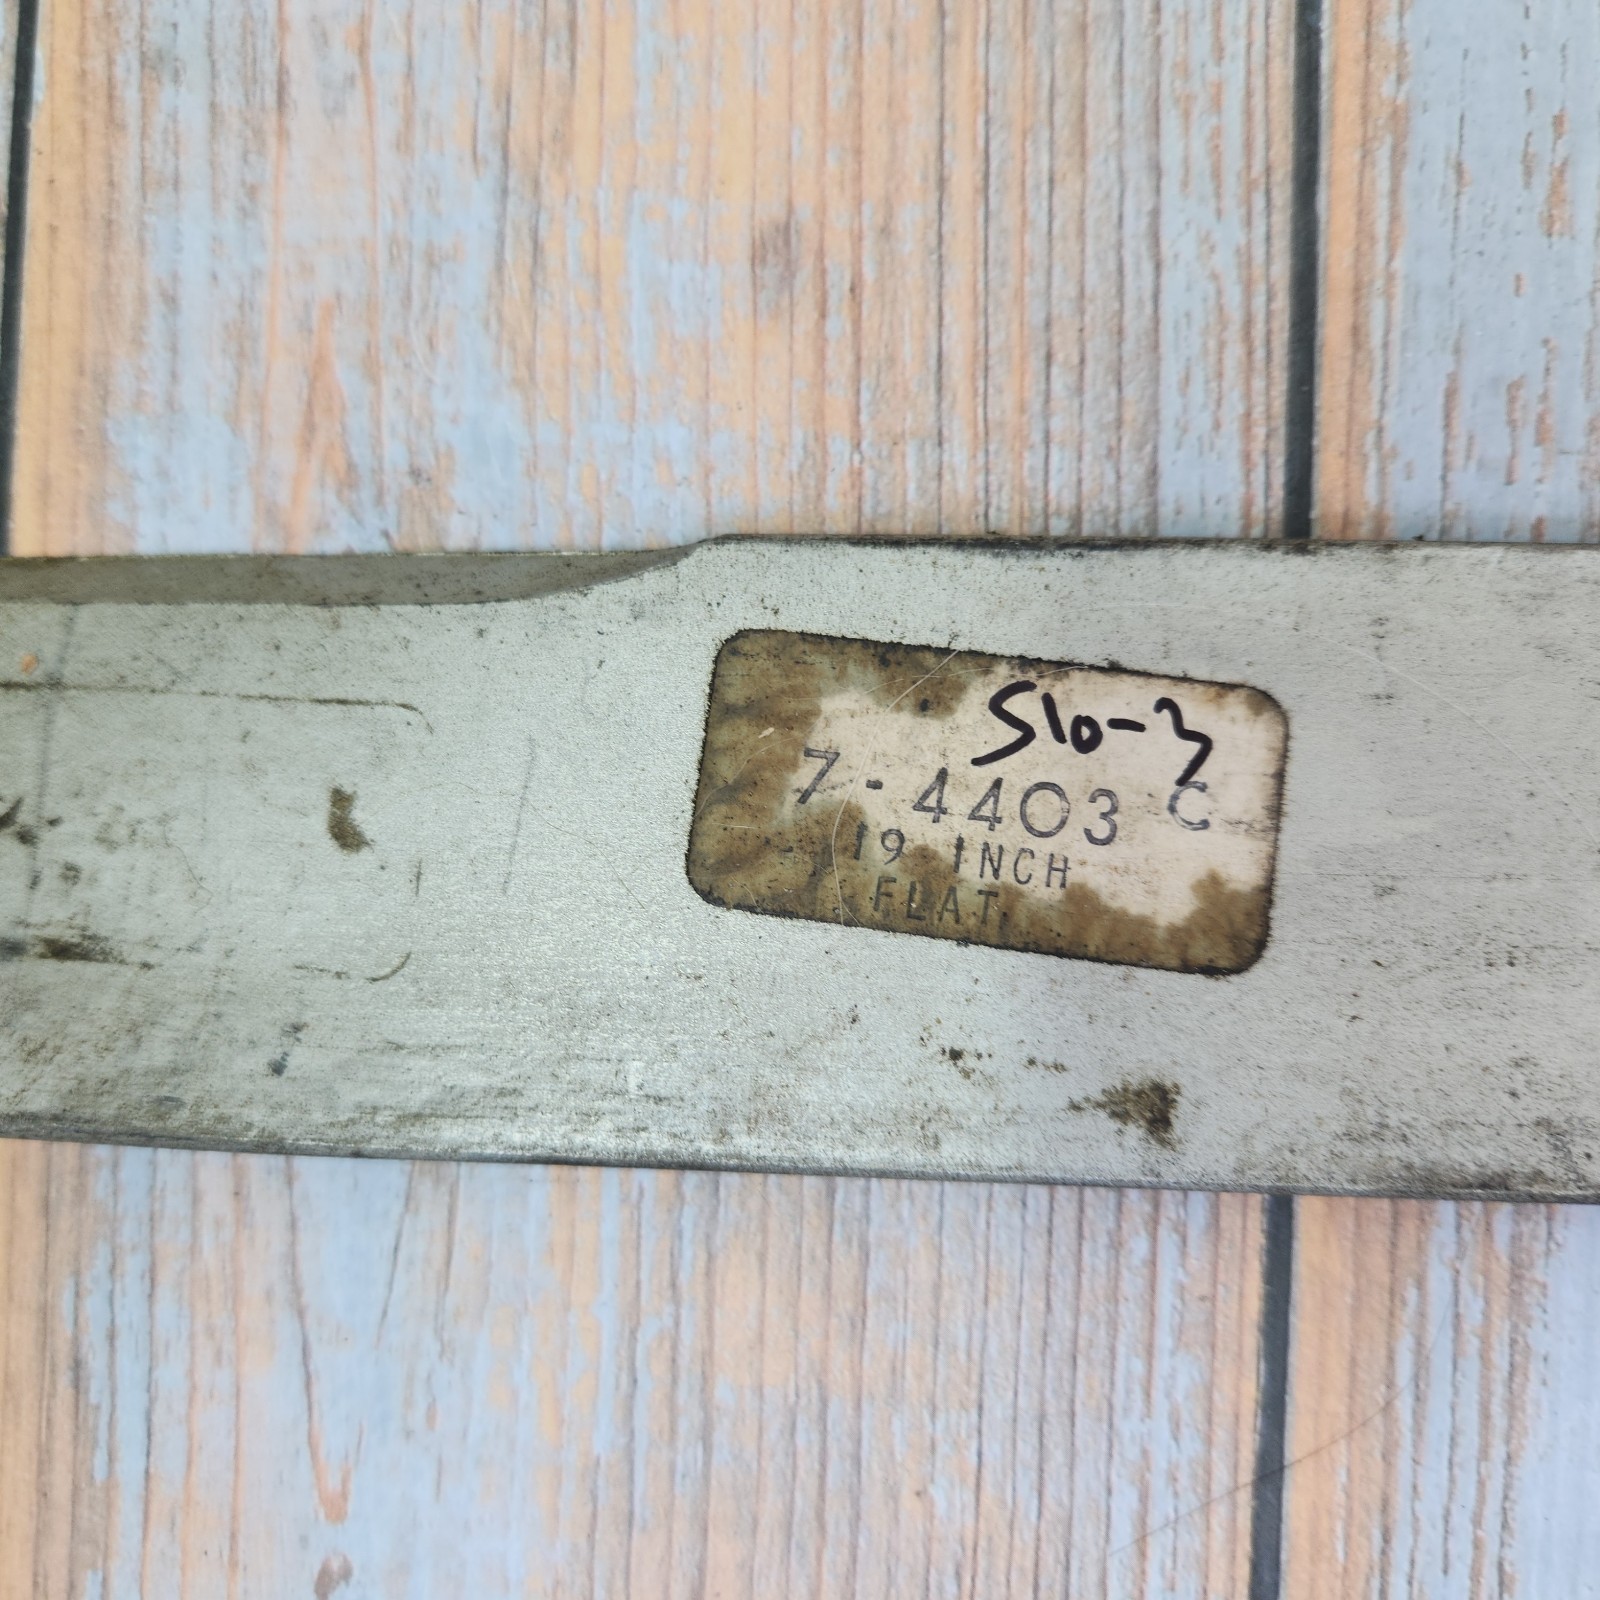 S10-3
7-4403 C
19 INCH
FLAT